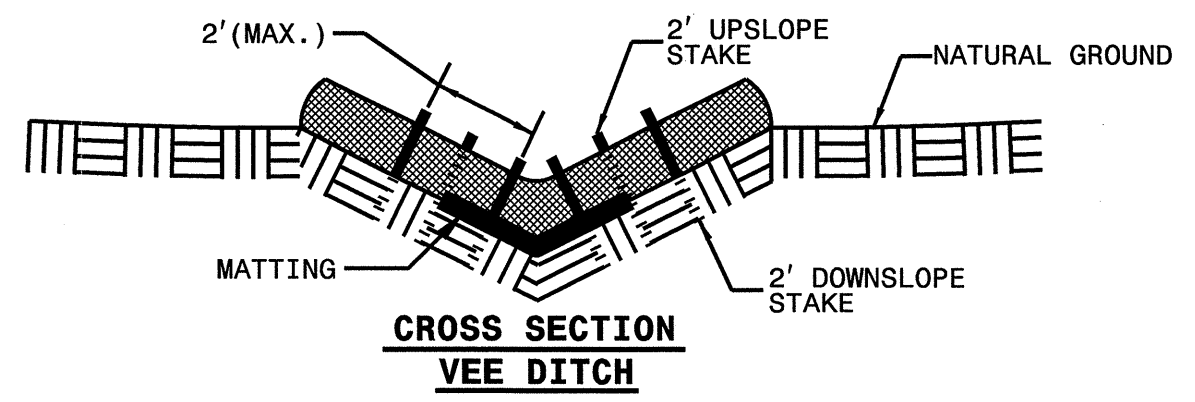 2'(MAX.)
2' UPSLOPE
STAKE
NATURAL GROUND
MATTING
2' DOWNSLOPE
STAKE
CROSS SECTION
VEE DITCH